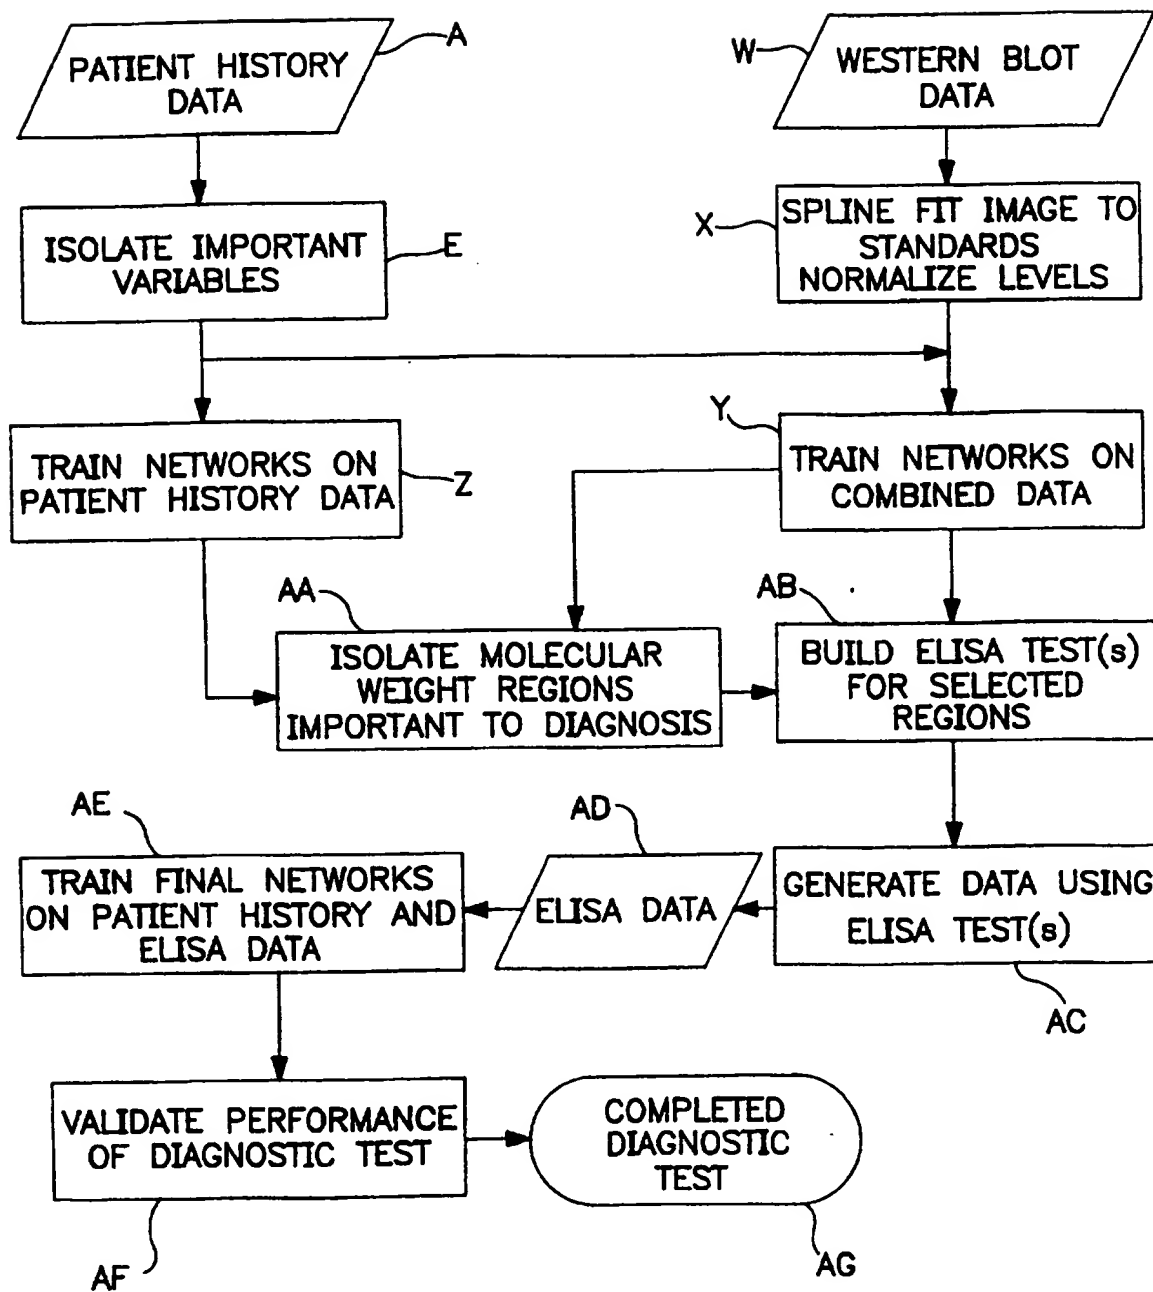 PATIENT HISTORY
DATA
A
W
WESTERN BLOT
DATA
ISOLATE IMPORTANT
VARIABLES
E
X
SPLINE FIT IMAGE TO
STANDARDS
NORMALIZE LEVELS
TRAIN NETWORKS ON
PATIENT HISTORY DATA
Z
Y
TRAIN NETWORKS ON
COMBINED DATA
AA
ISOLATE MOLECULAR
WEIGHT REGIONS
IMPORTANT TO DIAGNOSIS
AB
BUILD ELISA TEST(s)
FOR SELECTED
REGIONS
AE
TRAIN FINAL NETWORKS
ON PATIENT HISTORY AND
ELISA DATA
AD
ELISA DATA
GENERATE DATA USING
ELISA TEST(s)
AC
VALIDATE PERFORMANCE
OF DIAGNOSTIC TEST
AF
COMPLETED
DIAGNOSTIC
TEST
AG